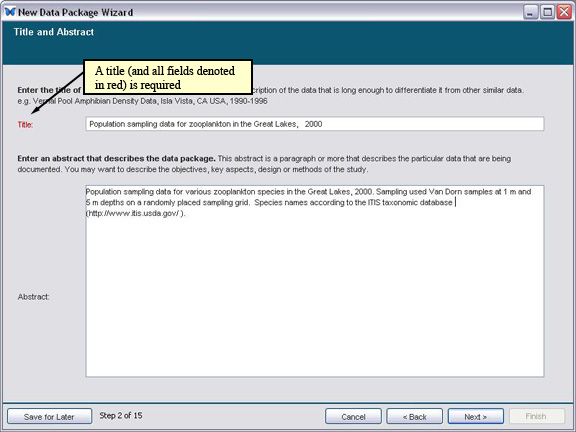 New Data Package Wizard
Title and Abstract
A title (and all fields denoted
in red) is required
Enter the title of
cription of the data that is long enough to differentiate it from other similar data.
e.g. Vernal Pool Amphibian Density Data, Isla Vista, CA USA, 1990-1996
Title:
Population sampling data for zooplankton in the Great Lakes, 2000
Enter an abstract that describes the data package. This abstract is a paragraph or more that describes the particular data that are being
documented. You may want to describe the objectives, key aspects, design or methods of the study.
Population sampling data for various zooplankton species in the Great Lakes, 2000. Sampling used Van Dorn samples at 1 m and
5 m depths on a randomly placed sampling grid. Species names according to the ITIS taxonomic database
(http://www.itis.usda.gov/ ).
Abstract:
Save for Later
Step 2 of 15
Cancel
< Back
Next >
Finish